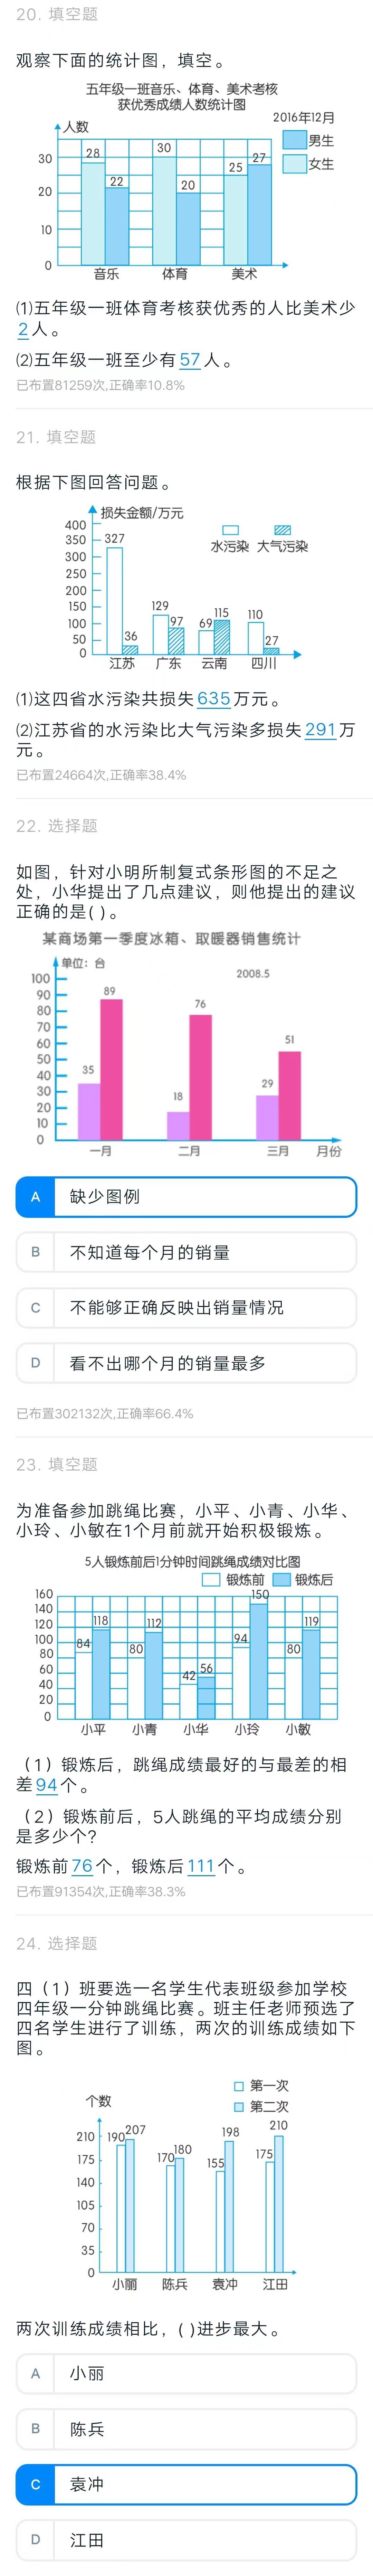 20. 填空题
观察下面的统计图，填空。
五年级一班音乐、体育、美术考核
获优秀成绩人数统计图
2016年12月
人数
男生
女生
30
20
10
0
28
22
30
20
25
27
音乐
体育
美术
⑴五年级一班体育考核获优秀的人比美术少
2人。
⑵五年级一班至少有57人。
已布置81259次,正确率10.8%
21. 填空题
根据下图回答问题。
损失金额/万元
水污染 大气污染
400
350
300
250
200
150
100
50
0
327
36
129
97
69
115
110
27
江苏
广东
云南
四川
⑴这四省水污染共损失635万元。
⑵江苏省的水污染比大气污染多损失291万
元。
已布置24664次,正确率38.4%
22. 选择题
如图，针对小明所制复式条形图的不足之
处，小华提出了几点建议，则他提出的建议
正确的是( )。
某商场第一季度冰箱、取暖器销售统计
单位：台
2008.5
100
90
80
70
60
50
40
30
20
10
0
35
89
18
76
29
51
一月
二月
三月
月份
A 缺少图例
B 不知道每个月的销量
C 不能够正确反映出销量情况
D 看不出哪个月的销量最多
已布置302132次,正确率66.4%
23. 填空题
为准备参加跳绳比赛，小平、小青、小华、
小玲、小敏在1个月前就开始积极锻炼。
5人锻炼前后1分钟时间跳绳成绩对比图
锻炼前 锻炼后
160
140
120
100
80
60
40
20
0
84
118
80
112
42
56
94
150
80
119
小平
小青
小华
小玲
小敏
（1）锻炼后，跳绳成绩最好的与最差的相
差94个。
（2）锻炼前后，5人跳绳的平均成绩分别
是多少个?
锻炼前76个，锻炼后111个。
已布置91354次,正确率38.3%
24. 选择题
四（1）班要选一名学生代表班级参加学校
四年级一分钟跳绳比赛。班主任老师预选了
四名学生进行了训练，两次的训练成绩如下
图。
第一次
第二次
个数
210
175
140
105
70
35
0
190
207
170
180
155
198
175
210
小丽
陈兵
袁冲
江田
两次训练成绩相比，( )进步最大。
A 小丽
B 陈兵
C 袁冲
D 江田